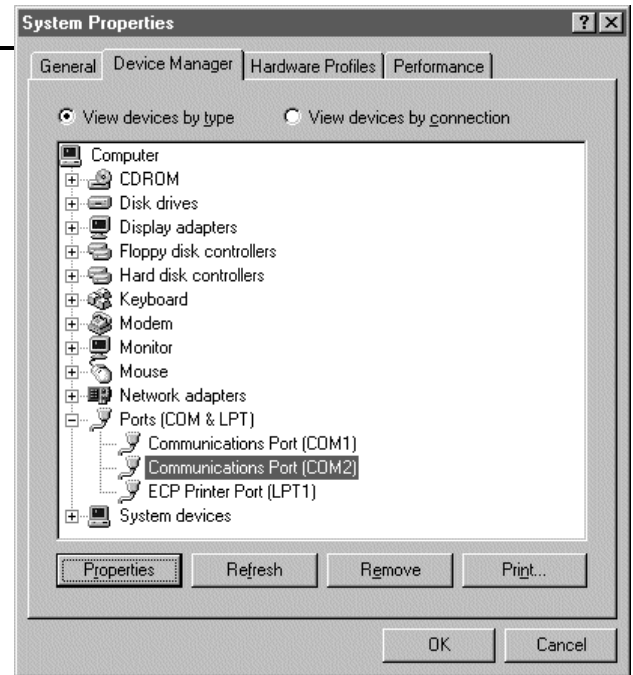 System Properties
General Device Manager Hardware Profiles Performance
View devices by type View devices by connection
Computer
CDROM
Disk drives
Display adapters
Floppy disk controllers
Hard disk controllers
Keyboard
Modem
Monitor
Mouse
Network adapters
Ports (COM & LPT)
Communications Port (COM1)
Communications Port (COM2)
ECP Printer Port (LPT1)
System devices
Properties Refresh Remove Print...
OK Cancel